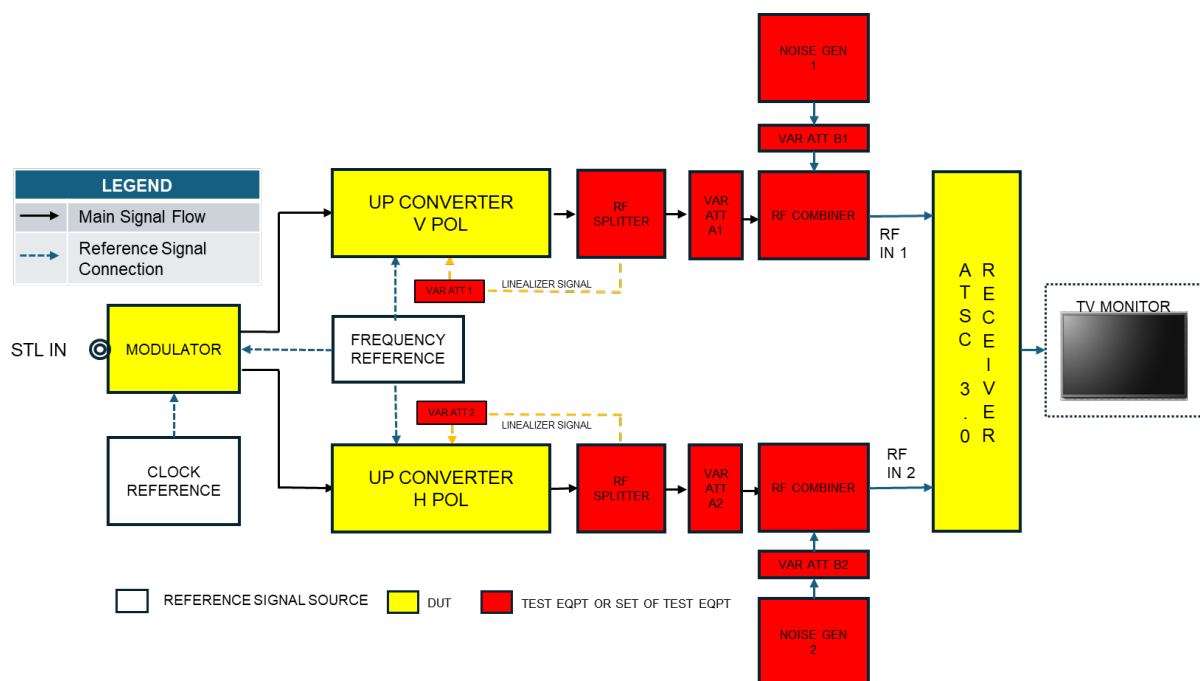 NOISE GEN
1
VAR ATT B1
LEGEND
Main Signal Flow
Reference Signal
Connection
UP CONVERTER
V POL
RF
SPLITTER
VAR
ATT
A1
RF COMBINER
RF
IN 1
VAR ATT 1
LINEALIZER SIGNAL
STL IN
MODULATOR
FREQUENCY
REFERENCE
ATSC 3.0
RECEIVER
TV MONITOR
VAR ATT 2
LINEALIZER SIGNAL
CLOCK
REFERENCE
UP CONVERTER
H POL
RF
SPLITTER
VAR
ATT
A2
RF COMBINER
RF
IN 2
VAR ATT B2
NOISE GEN
2
REFERENCE SIGNAL SOURCE
DUT
TEST EQPT OR SET OF TEST EQPT